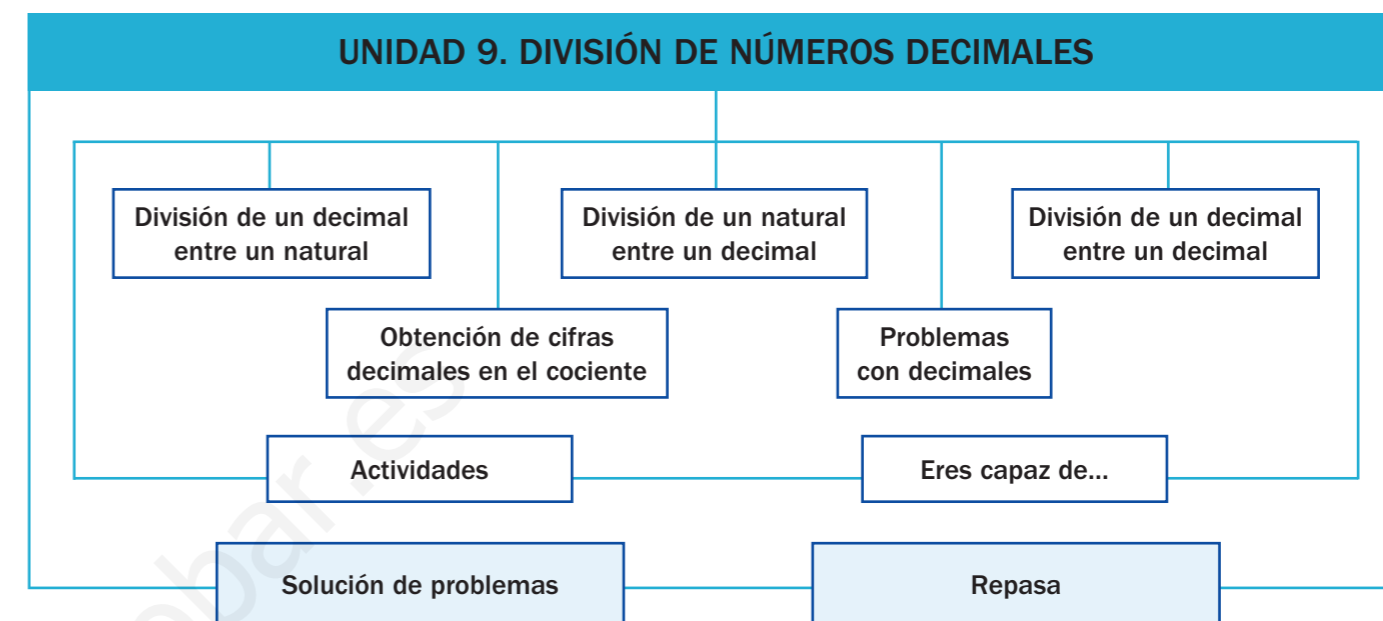 UNIDAD 9. DIVISIÓN DE NÚMEROS DECIMALES
División de un decimal
entre un natural
División de un natural
entre un decimal
División de un decimal
entre un decimal
Obtención de cifras
decimales en el cociente
Problemas
con decimales
Actividades
Eres capaz de...
Solución de problemas
Repasa